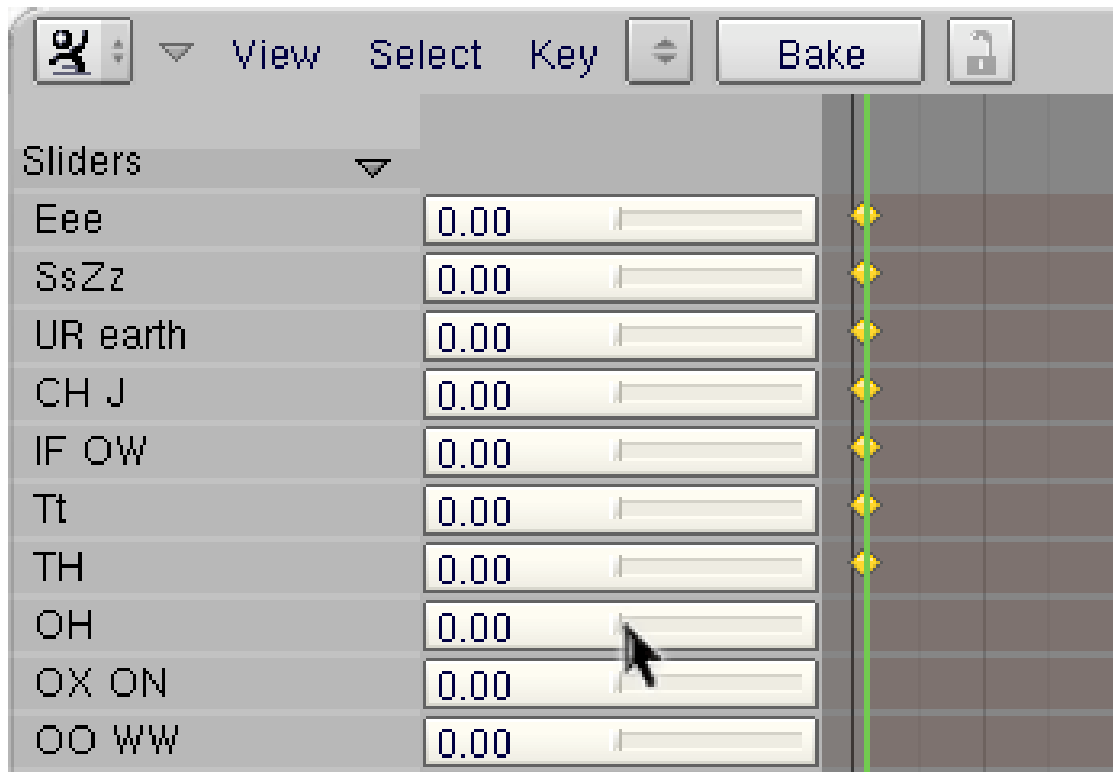 View Select Key Bake
Sliders
Eee 0.00
SsZz 0.00
UR earth 0.00
CH J 0.00
IF OW 0.00
Tt 0.00
TH 0.00
OH 0.00
OX ON 0.00
OO WW 0.00